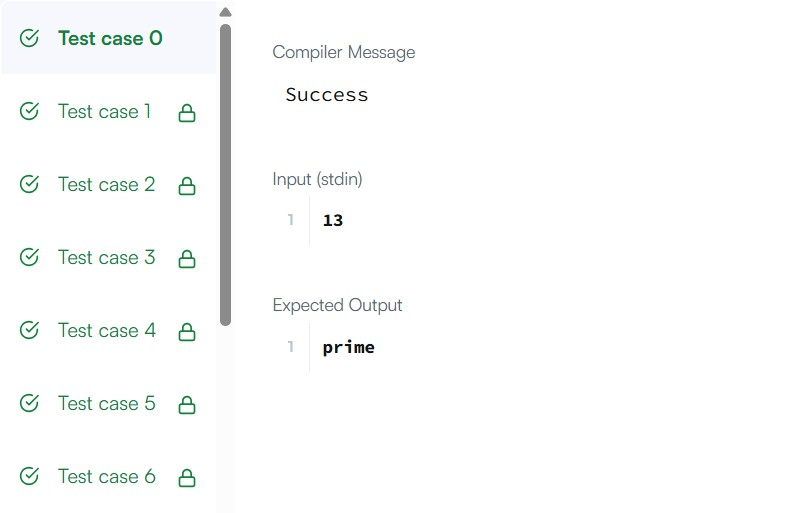 Test case 0
Test case 1
Test case 2
Test case 3
Test case 4
Test case 5
Test case 6
Compiler Message
Success
Input (stdin)
1 13
Expected Output
1 prime